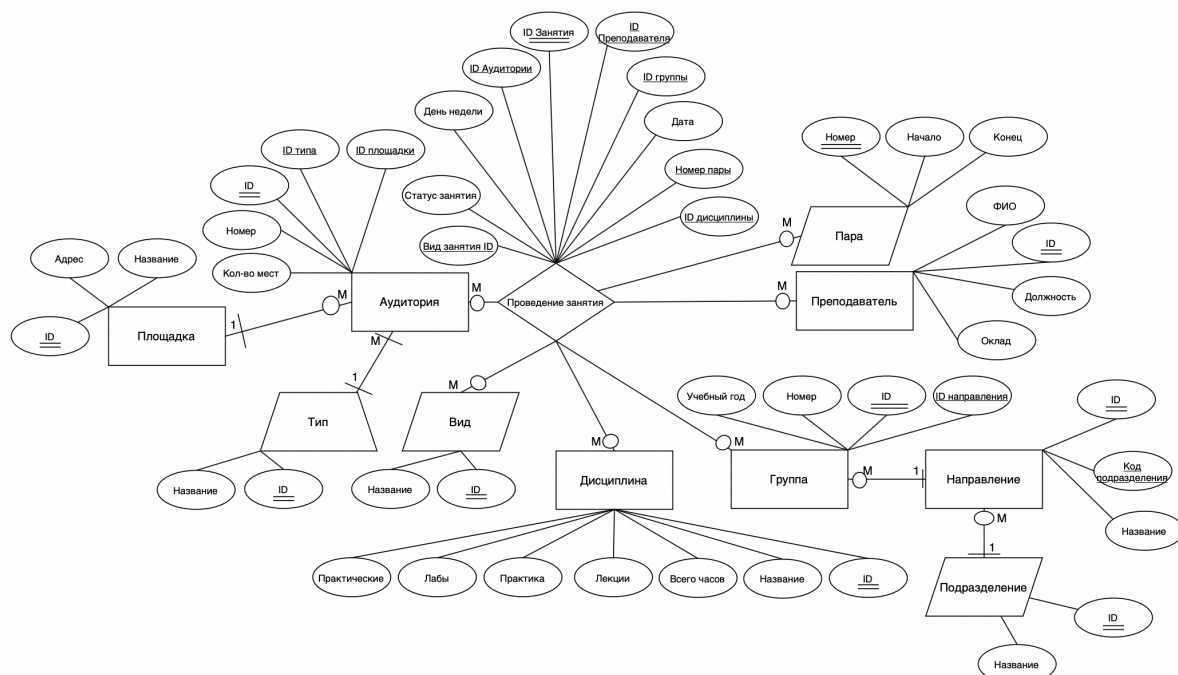 ID Занятия
ID
Преподавателя
ID Аудитории
ID группы
День недели
Дата
ID типа
ID площадки
Номер
Начало
Конец
ID
Статус занятия
Номер пары
ФИО
Номер
Вид занятия ID
ID дисциплины
M
Пара
ID
Адрес
Название
Кол-во мест
M
Аудитория
M
Проведение занятия
M
Преподаватель
Должность
ID
1
Площадка
M
Оклад
1
M
Учебный год
Номер
ID
ID направления
ID
Тип
Вид
M
M
Дисциплина
Группа
M
1
Направление
Код
подразделения
Название
ID
Название
ID
M
Название
1
Практические
Лабы
Практика
Лекции
Всего часов
Название
ID
Подразделение
ID
Название